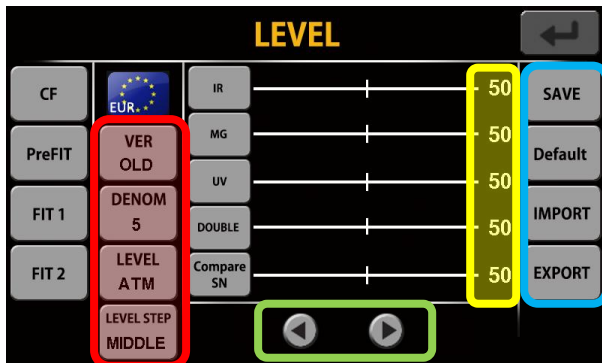 LEVEL
CF
PreFIT
FIT 1
FIT 2
EUR
VER
OLD
DENOM
5
LEVEL
ATM
LEVEL STEP
MIDDLE
IR
50
MG
50
UV
50
DOUBLE
50
Compare
SN
50
SAVE
Default
IMPORT
EXPORT